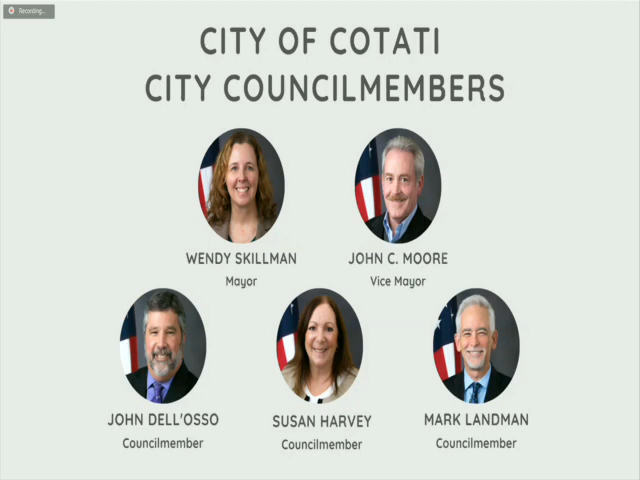 Recording...
CITY OF COTATI
CITY COUNCILMEMBERS
WENDY SKILLMAN
Mayor
JOHN C. MOORE
Vice Mayor
JOHN DELL'OSSO
Councilmember
SUSAN HARVEY
Councilmember
MARK LANDMAN
Councilmember